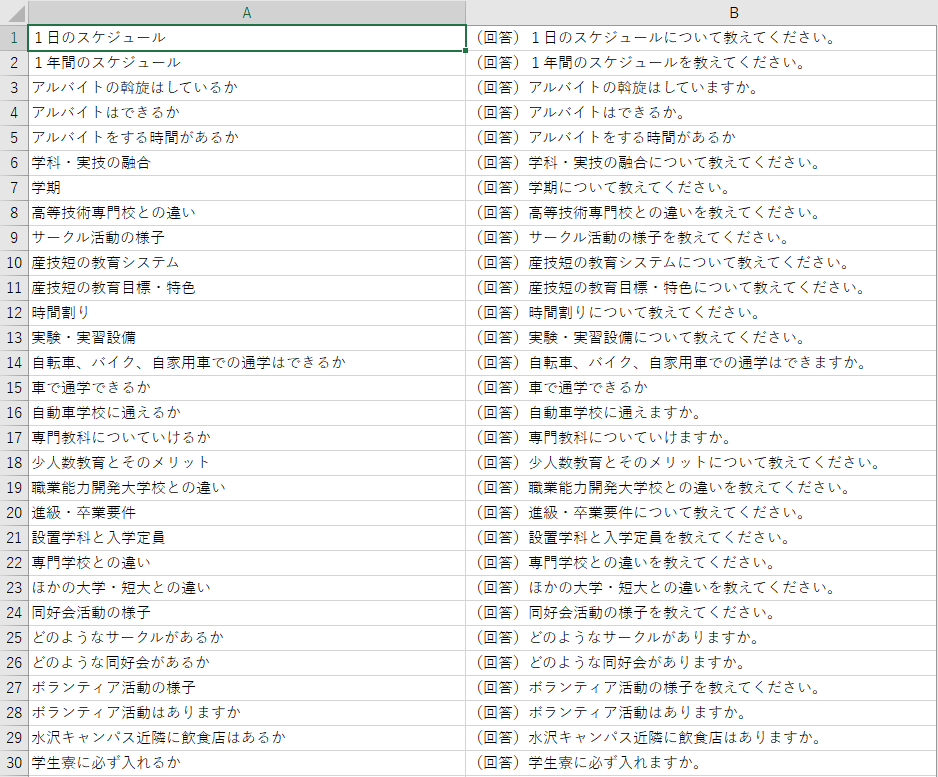 A B
1 １日のスケジュール （回答）１日のスケジュールについて教えてください。
2 １年間のスケジュール （回答）１年間のスケジュールを教えてください。
3 アルバイトの斡旋はしているか （回答）アルバイトの斡旋はしていますか。
4 アルバイトはできるか （回答）アルバイトはできるか。
5 アルバイトをする時間があるか （回答）アルバイトをする時間があるか
6 学科・実技の融合 （回答）学科・実技の融合について教えてください。
7 学期 （回答）学期について教えてください。
8 高等技術専門校との違い （回答）高等技術専門校との違いを教えてください。
9 サークル活動の様子 （回答）サークル活動の様子を教えてください。
10 産技短の教育システム （回答）産技短の教育システムについて教えてください。
11 産技短の教育目標・特色 （回答）産技短の教育目標・特色について教えてください。
12 時間割り （回答）時間割りについて教えてください。
13 実験・実習設備 （回答）実験・実習設備について教えてください。
14 自転車、バイク、自家用車での通学はできるか （回答）自転車、バイク、自家用車での通学はできますか。
15 車で通学できるか （回答）車で通学できるか
16 自動車学校に通えるか （回答）自動車学校に通えますか。
17 専門教科についていけるか （回答）専門教科についていけますか。
18 少人数教育とそのメリット （回答）少人数教育とそのメリットについて教えてください。
19 職業能力開発大学校との違い （回答）職業能力開発大学校との違いを教えてください。
20 進級・卒業要件 （回答）進級・卒業要件について教えてください。
21 設置学科と入学定員 （回答）設置学科と入学定員を教えてください。
22 専門学校との違い （回答）専門学校との違いを教えてください。
23 ほかの大学・短大との違い （回答）ほかの大学・短大との違いを教えてください。
24 同好会活動の様子 （回答）同好会活動の様子を教えてください。
25 どのようなサークルがあるか （回答）どのようなサークルがありますか。
26 どのような同好会があるか （回答）どのような同好会がありますか。
27 ボランティア活動の様子 （回答）ボランティア活動の様子を教えてください。
28 ボランティア活動はありますか （回答）ボランティア活動はありますか。
29 水沢キャンパス近隣に飲食店はあるか （回答）水沢キャンパス近隣に飲食店はありますか。
30 学生寮に必ず入れるか （回答）学生寮に必ず入れますか。